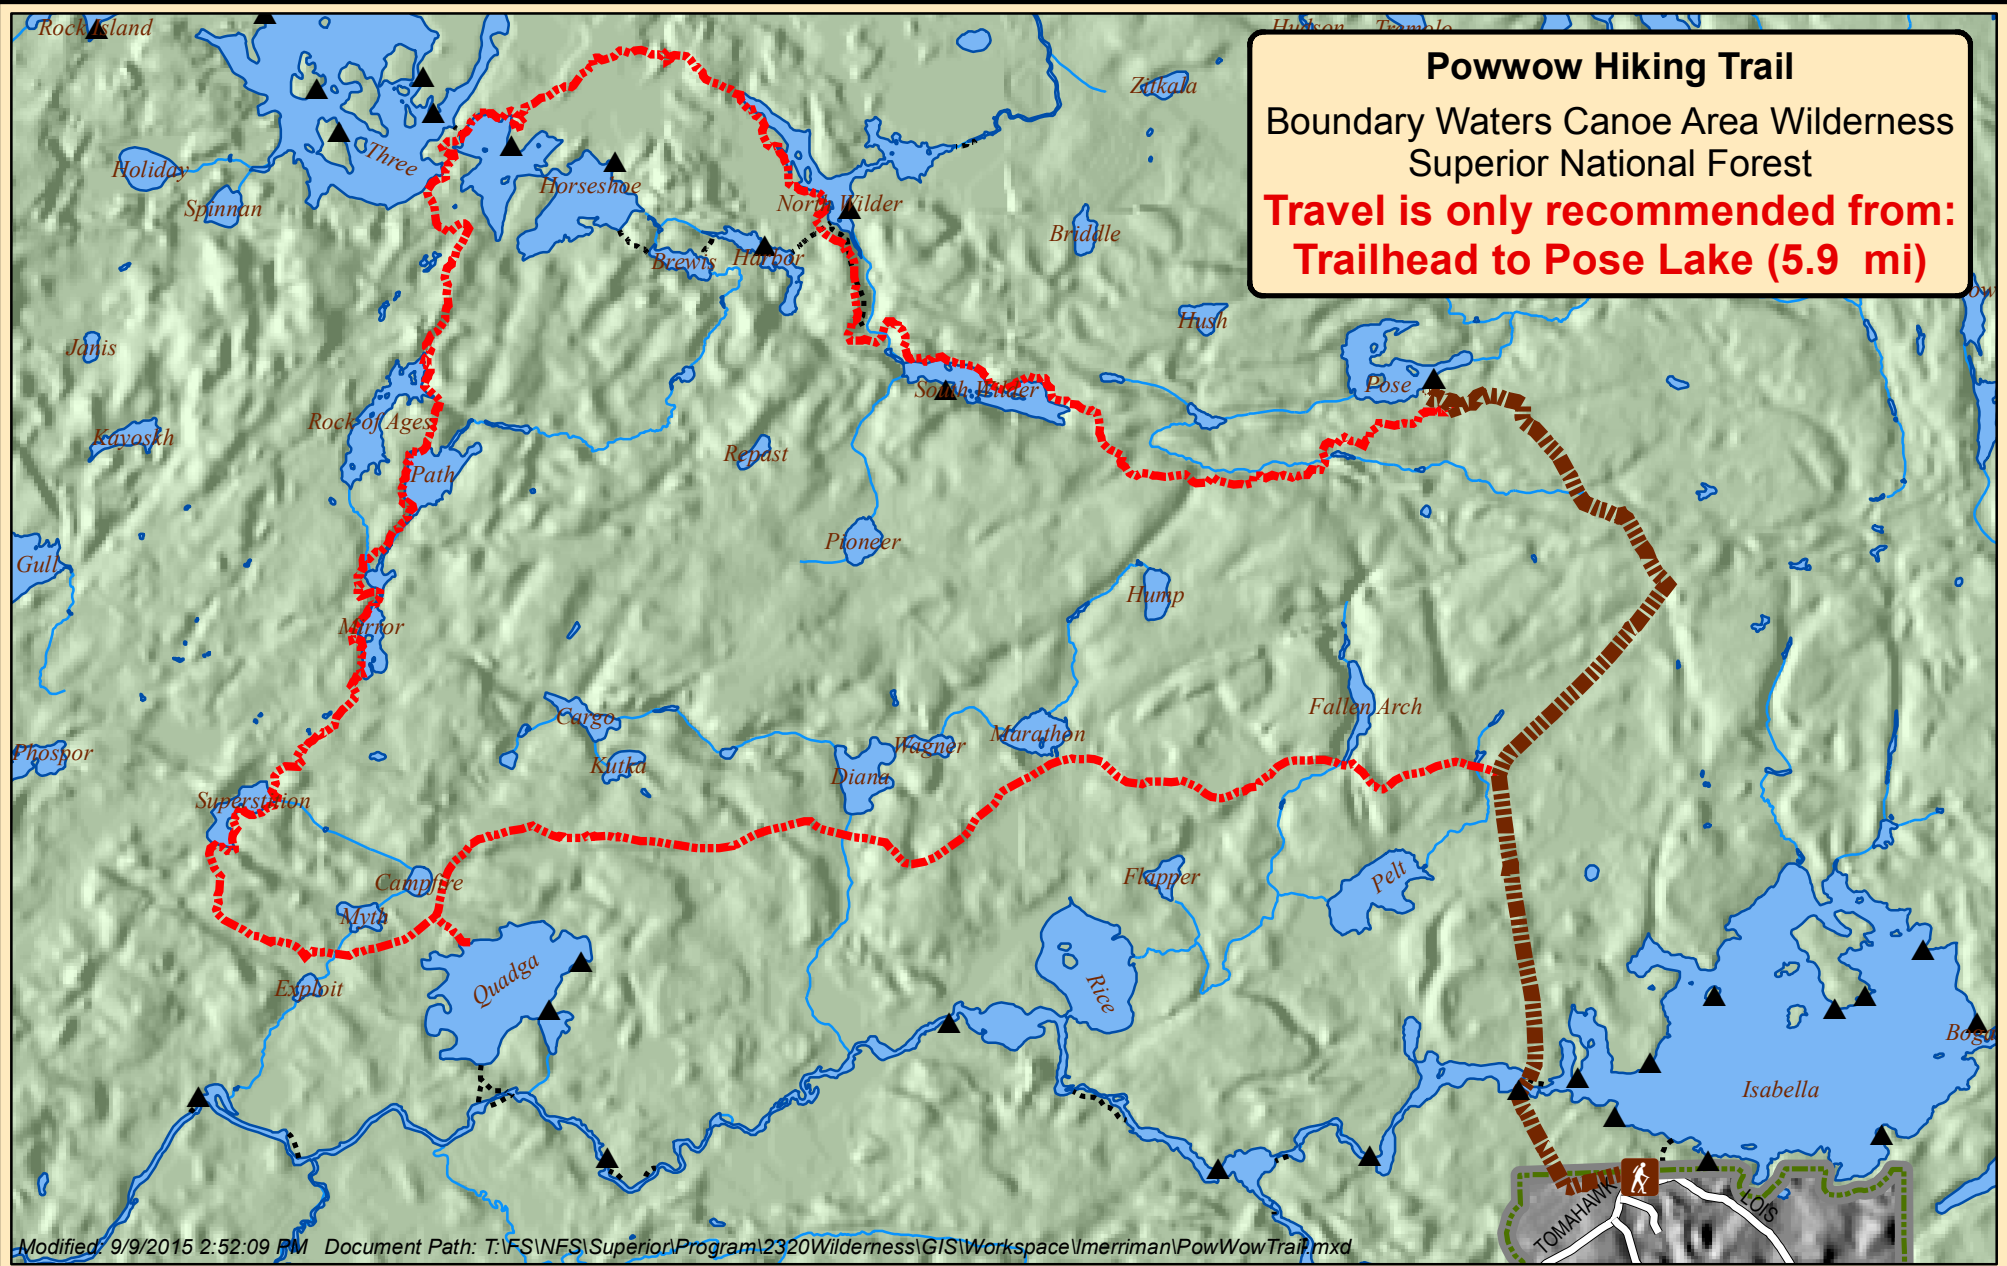 Rock Island
Hudson
Tremolo
Powwow Hiking Trail
Boundary Waters Canoe Area Wilderness
Superior National Forest
Travel is only recommended from:
Trailhead to Pose Lake (5.9 mi)
Zitkala
Three
Holiday
Horseshoe
Spinnan
North Wilder
Briddle
Brewis
Harbor
Hush
Janis
Pose
South Wilder
Rock of Ages
Kayoskh
Repast
Path
Pioneer
Gull
Hump
Mirror
Fallen Arch
Cargo
Marathon
Wagner
Phospor
Kutka
Diana
Superstition
Campfire
Flapper
Pelt
Myth
Quadga
Exploit
Rice
Isabella
TOMAHAWK
LOIS
Modified: 9/9/2015 2:52:09 PM Document Path: T:\FS\NFS\Superior\Program\2320Wilderness\GIS\Workspace\lmerriman\PowWowTrail.mxd